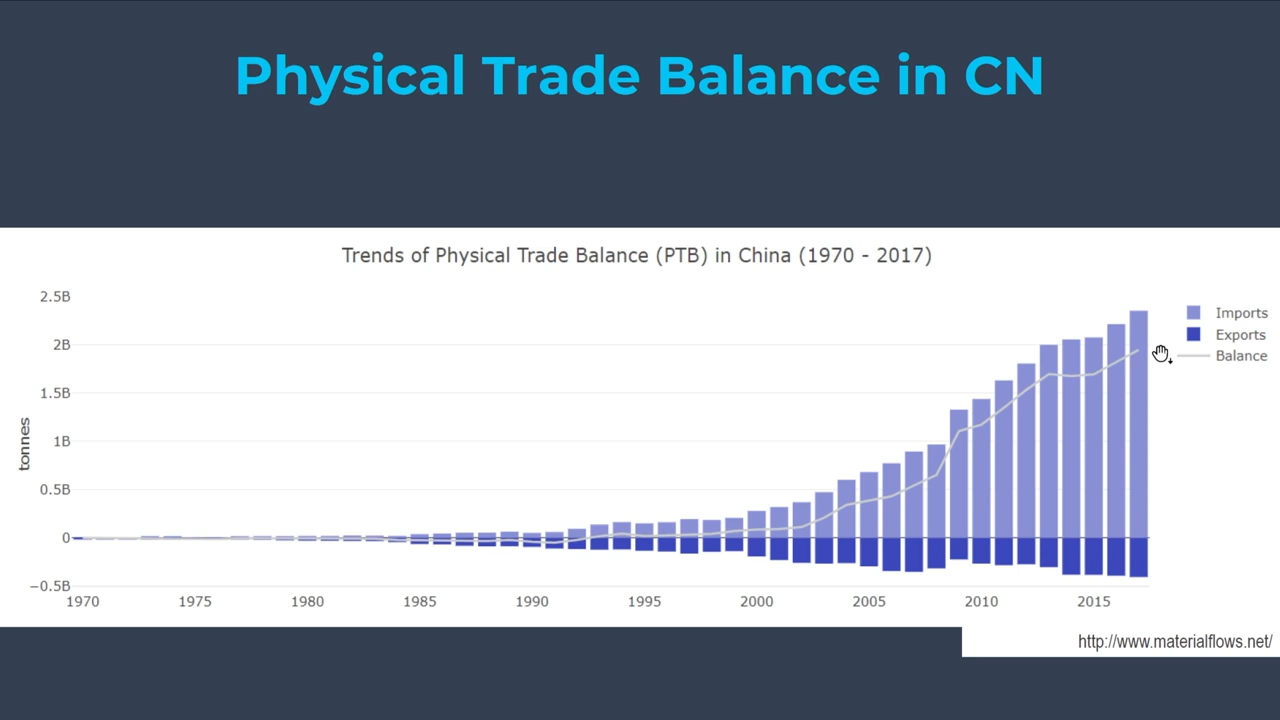 Physical Trade Balance in CN
Trends of Physical Trade Balance (PTB) in China (1970 - 2017)
2.5B
2B
1.5B
1B
0.5B
0
−0.5B
tonnes
1970 1975 1980 1985 1990 1995 2000 2005 2010 2015
Imports
Exports
Balance
http://www.materialflows.net/